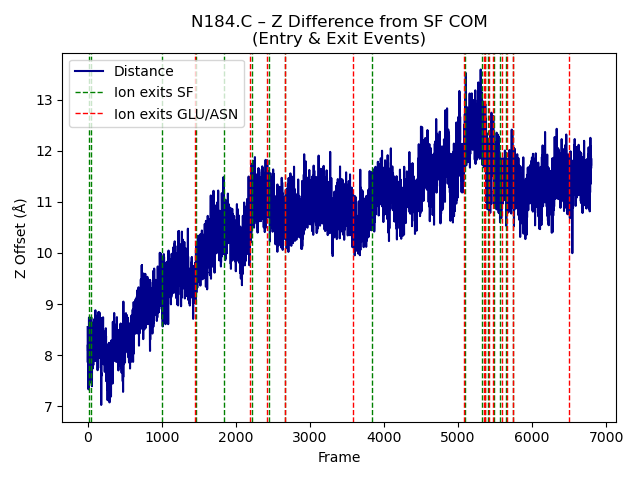 N184.C – Z Difference from SF COM
(Entry & Exit Events)
Distance
Ion exits SF
Ion exits GLU/ASN
Z Offset (Å)
13
12
11
10
9
8
7
0 1000 2000 3000 4000 5000 6000 7000
Frame